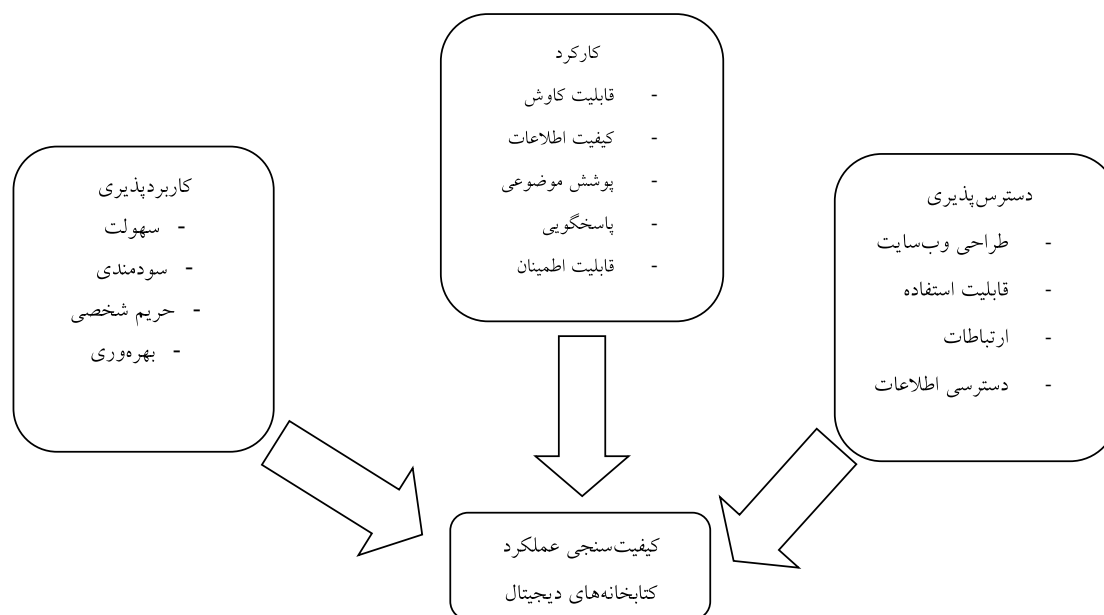 کارکرد
- قابلیت کاوش
- کیفیت اطلاعات
- پوشش موضوعی
- پاسخگویی
- قابلیت اطمینان
دسترس‌پذیری
- طراحی وب‌سایت
- قابلیت استفاده
- ارتباطات
- دسترسی اطلاعات
کاربردپذیری
- سهولت
- سودمندی
- حریم شخصی
- بهره‌وری
کیفیت‌سنجی عملکرد
کتابخانه‌های دیجیتال